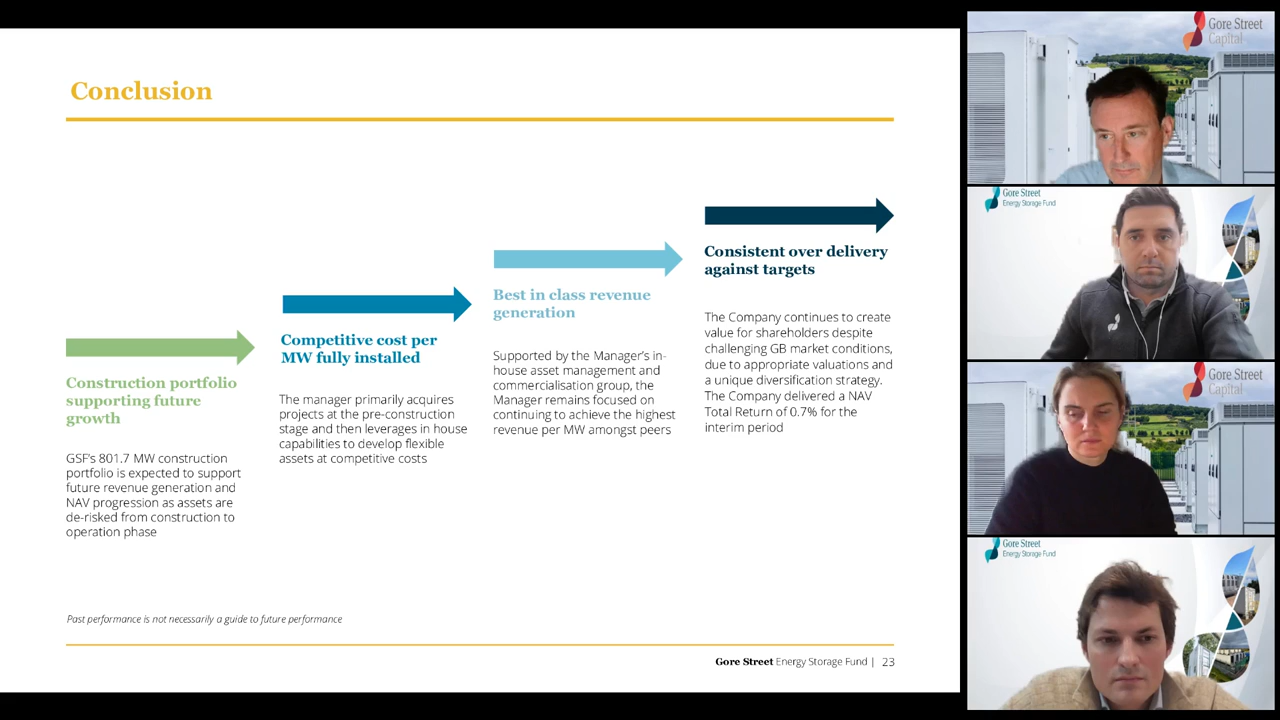 Conclusion
Construction portfolio
supporting future
growth
GSF's 801.7 MW construction
portfolio is expected to support
future revenue generation and
NAV progression as assets are
de-risked from construction to
operation phase
Competitive cost per
MW fully installed
The manager primarily acquires
projects at the pre-construction
stage and then leverages in house
capabilities to develop flexible
assets at competitive costs
Best in class revenue
generation
Supported by the Manager's in-
house asset management and
commercialisation group, the
Manager remains focused on
continuing to achieve the highest
revenue per MW amongst peers
Consistent over delivery
against targets
The Company continues to create
value for shareholders despite
challenging GB market conditions,
due to appropriate valuations and
a unique diversification strategy.
The Company delivered a NAV
Total Return of 0.7% for the
interim period
Past performance is not necessarily a guide to future performance
Gore Street Energy Storage Fund | 23
Gore Street
Capital
Gore Street
Energy Storage Fund
Gore Street
Capital
Gore Street
Energy Storage Fund